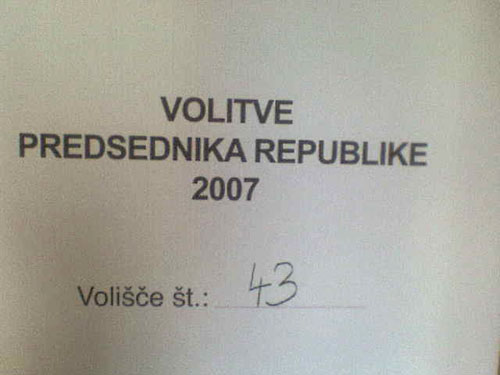 VOLITVE
PREDSEDNIKA REPUBLIKE
2007
Volišče št.: 43